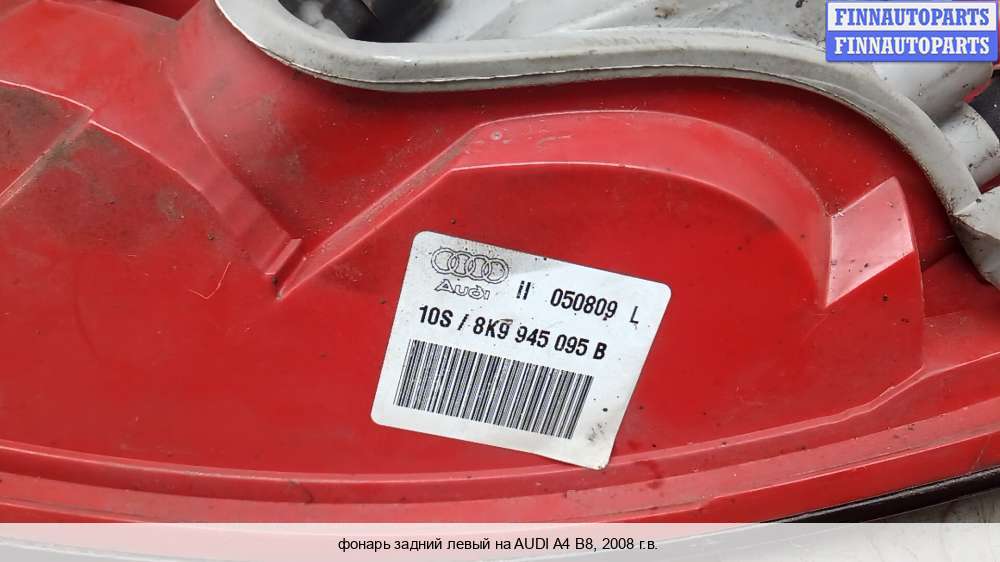 FINNAUTOPARTS
FINNAUTOPARTS
Audi
II 050809 L
10S / 8K9 945 095 B
фонарь задний левый на AUDI A4 B8, 2008 г.в.